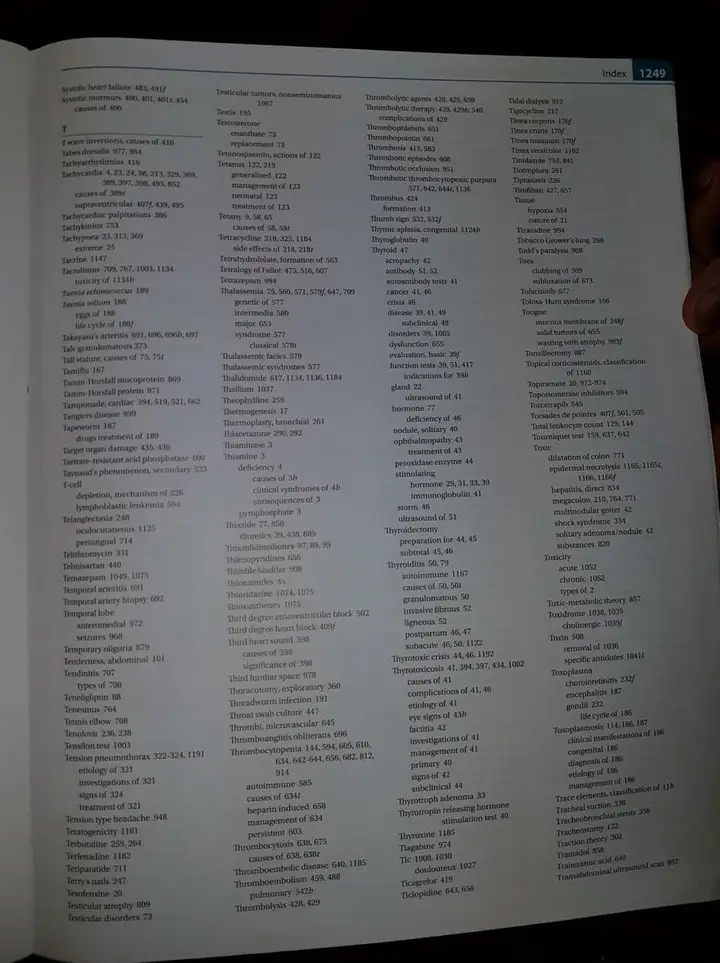 Index 1249
Systolic heart failure 483, 491f
Systolic murmurs 400, 401, 401t, 454
causes of 406
T
T wave inversions, causes of 416
Tabes dorsalis 977, 984
Tachyarrhythmias 416
Tachycardia 4, 23, 24, 98, 213, 329, 369,
389, 397, 398, 495, 852
causes of 389t
supraventricular 407f, 439, 495
Tachycardiac palpitations 386
Tachykinins 753
Tachypnea 25, 313, 369
extreme 25
Tacrine 1147
Tacrolimus 709, 767, 1003, 1134
toxicity of 1134b
Taenia echinococcus 189
Taenia solium 188
eggs of 188
life cycle of 188f
Takayasu's arteritis 691, 696, 696b, 697
Talc granulomatosis 373
Tall stature, causes of 75, 75t
Tamiflu 167
Tamm-Horsfall mucoprotein 869
Tamm-Horsfall protein 871
Tamponade, cardiac 394, 519, 521, 662
Tangiers disease 999
Tapeworm 187
drugs treatment of 189
Target organ damage 435, 436
Tartrate-resistant acid phosphatase 600
Taynaud's phenomenon, secondary 533
T-cell
depletion, mechanism of 226
lymphoblastic leukemia 594
Telangiectasia 248
oculocutaneous 1125
periungual 714
Telithromycin 331
Telmisartan 440
Temazepam 1049, 1075
Temporal arteritis 691
Temporal artery biopsy 692
Temporal lobe
anteromedial 972
seizures 960
Temporary oliguria 879
Tenderness, abdominal 101
Tendinitis 707
types of 708
Teneligliptin 88
Tenesmus 764
Tennis elbow 708
Tenofovir 236, 238
Tensilon test 1003
Tension pneumothorax 322-324, 1191
etiology of 321
investigations of 321
signs of 324
treatment of 321
Tension type headache 948
Teratogenicity 1181
Terbutaline 259, 264
Terfenadine 1182
Teriparatide 711
Terry's nails 247
Tesofensine 20
Testicular atrophy 809
Testicular disorders 73
Testicular tumors, nonseminomatous
1067
Testis 195
Testosterone
enanthate 73
replacement 73
Tetanospasmin, actions of 122
Tetanus 122, 219
generalized 122
management of 123
neonatal 123
treatment of 123
Tetany 9, 58, 65
causes of 58, 59t
Tetracycline 218, 325, 1184
side effects of 218, 218t
Tetrahydrofolate, formation of 563
Tetralogy of Fallot 475, 516, 607
Tetrazepam 994
Thalassemia 75, 560, 571, 579f, 647, 709
genetic of 577
intermedia 580
major 653
syndrome 577
classical 578t
Thalassemic facies 579
Thalassemic syndromes 577
Thalidomide 617, 1134, 1136, 1184
Thallium 1037
Theophylline 259
Thermogenesis 17
Thermoplasty, bronchial 261
Thiacetazone 290, 292
Thiaminase 3
Thiamine 3
deficiency 4
causes of 3b
clinical syndromes of 4b
consequences of 3
pyrophosphate 3
Thiazide 77, 850
diuretics 39, 438, 885
Thiazolidinediones 87, 89, 95
Thienopyridines 656
Thimble bladder 908
Thionamides 44
Thioridazine 1074, 1075
Thioxanthenes 1075
Third degree atrioventricular block 502
Third degree heart block 409f
Third heart sound 398
causes of 398
significance of 398
Third lumbar space 978
Thoracotomy, exploratory 360
Threadworm infection 191
Throat swab culture 447
Thrombi, microvascular 645
Thromboangiitis obliterans 696
Thrombocytopenia 144, 594, 605, 610,
634, 642-644, 656, 682, 812,
914
autoimmune 585
causes of 634t
heparin induced 658
management of 634
persistent 603
Thrombocytosis 638, 675
causes of 638, 638t
Thromboembolic disease 640, 1185
Thromboembolism 459, 488
pulmonary 542b
Thrombolysis 428, 429
Thrombolytic agents 428, 429, 659
Thrombolytic therapy 429, 429b, 540
complications of 429
Thrombophlebitis 651
Thrombopoietin 661
Thrombosis 413, 583
Thrombotic episodes 608
Thrombotic occlusion 951
Thrombotic thrombocytopenic purpura
571, 642, 644t, 1136
Thrombus 424
formation 413
Thumb sign 532, 532f
Thymic aplasia, congenital 1124b
Thyroglobulin 40
Thyroid 47
acropathy 42
antibody 51, 52
autoantibody tests 41
cancer 41, 46
crisis 46
disease 39, 41, 49
subclinical 49
disorders 39, 1005
dysfunction 655
evaluation, basic 39f
function tests 39, 51, 417
indications for 39b
gland 22
ultrasound of 41
hormone 77
deficiency of 46
nodule, solitary 40
ophthalmopathy 43
treatment of 43
peroxidase enzyme 44
stimulating
hormone 29, 31, 33, 39
immunoglobulin 41
storm 46
ultrasound of 51
Thyroidectomy
preparation for 44, 45
subtotal 45, 46
Thyroiditis 50, 79
autoimmune 1167
causes of 50, 50t
granulomatous 50
invasive fibrous 52
ligneous 52
postpartum 46, 47
subacute 46, 50, 1122
Thyrotoxic crisis 44, 46, 1192
Thyrotoxicosis 41, 394, 397, 434, 1002
causes of 41
complications of 41, 46
etiology of 41
eye signs of 43b
factitia 42
investigations of 41
management of 41
primary 40
signs of 42
subclinical 44
Thyrotroph adenoma 33
Thyrotropin releasing hormone
stimulation test 40
Thyroxine 1185
Tiagabine 974
Tic 1008, 1030
douloureux 1027
Ticagrelor 419
Ticlopidine 643, 656
Tidal dialysis 912
Tigecycline 217
Tinea corporis 170f
Tinea cruris 170f
Tinea manuum 170f
Tinea versicolor 1162
Tinidazole 753, 841
Tiotropium 261
Tipranavir 236
Tirofiban 427, 657
Tissue
hypoxia 554
nature of 21
Tizanidine 994
Tobacco Grower's lung 266
Todd's paralysis 968
Toes
clubbing of 309
subluxation of 673
Tofacitinib 677
Tolosa-Hunt syndrome 106
Tongue
mucous membrane of 248f
solid tumors of 655
wasting with atrophy 993f
Tonsillectomy 887
Topical corticosteroids, classification
of 1160
Topiramate 20, 972-974
Topoisomerase inhibitors 594
Torcetrapib 545
Torsades de pointes 407f, 501, 505
Total leukocyte count 129, 144
Tourniquet test 159, 637, 642
Toxic
dilatation of colon 771
epidermal necrolysis 1165, 1165t,
1166, 1166f
hepatitis, direct 834
megacolon 210, 764, 771
multinodular goiter 42
shock syndrome 334
solitary adenoma/nodule 42
substances 820
Toxicity
acute 1052
chronic 1052
types of 2
Toxic-metabolic theory 857
Toxidrome 1038, 1039
cholinergic 1039f
Toxin 508
removal of 1036
specific antidotes 1041t
Toxoplasma
choroioretinitis 232f
encephalitis 187
gondii 232
life cycle of 186
Toxoplasmosis 114, 186, 187
clinical manifestations of 186
congenital 186
diagnosis of 186
etiology of 186
management of 186
Trace elements, classification of 11b
Tracheal suction 338
Tracheobronchial stents 356
Tracheostomy 122
Traction theory 302
Tramadol 858
Tranexamic acid 640
Transabdominal ultrasound scan 857